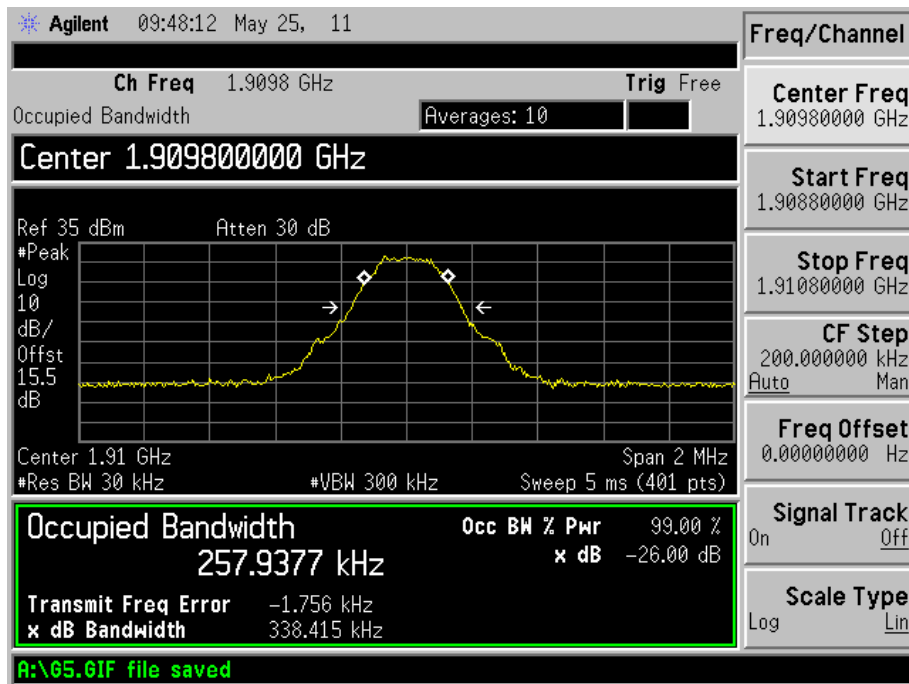 Agilent 09:48:12 May 25, 11
Ch Freq 1.9098 GHz Trig Free
Occupied Bandwidth Averages: 10
Center 1.909800000 GHz
Ref 35 dBm Atten 30 dB
#Peak
Log
10
dB/
Offst
15.5
dB
Center 1.91 GHz Span 2 MHz
#Res BW 30 kHz #VBW 300 kHz Sweep 5 ms (401 pts)
Occupied Bandwidth Occ BW % Pwr 99.00 %
257.9377 kHz x dB -26.00 dB
Transmit Freq Error -1.756 kHz
x dB Bandwidth 338.415 kHz
A:\G5.GIF file saved
Freq/Channel
Center Freq
1.90980000 GHz
Start Freq
1.90880000 GHz
Stop Freq
1.91080000 GHz
CF Step
200.000000 kHz
Auto Man
Freq Offset
0.00000000 Hz
Signal Track
On Off
Scale Type
Log Lin